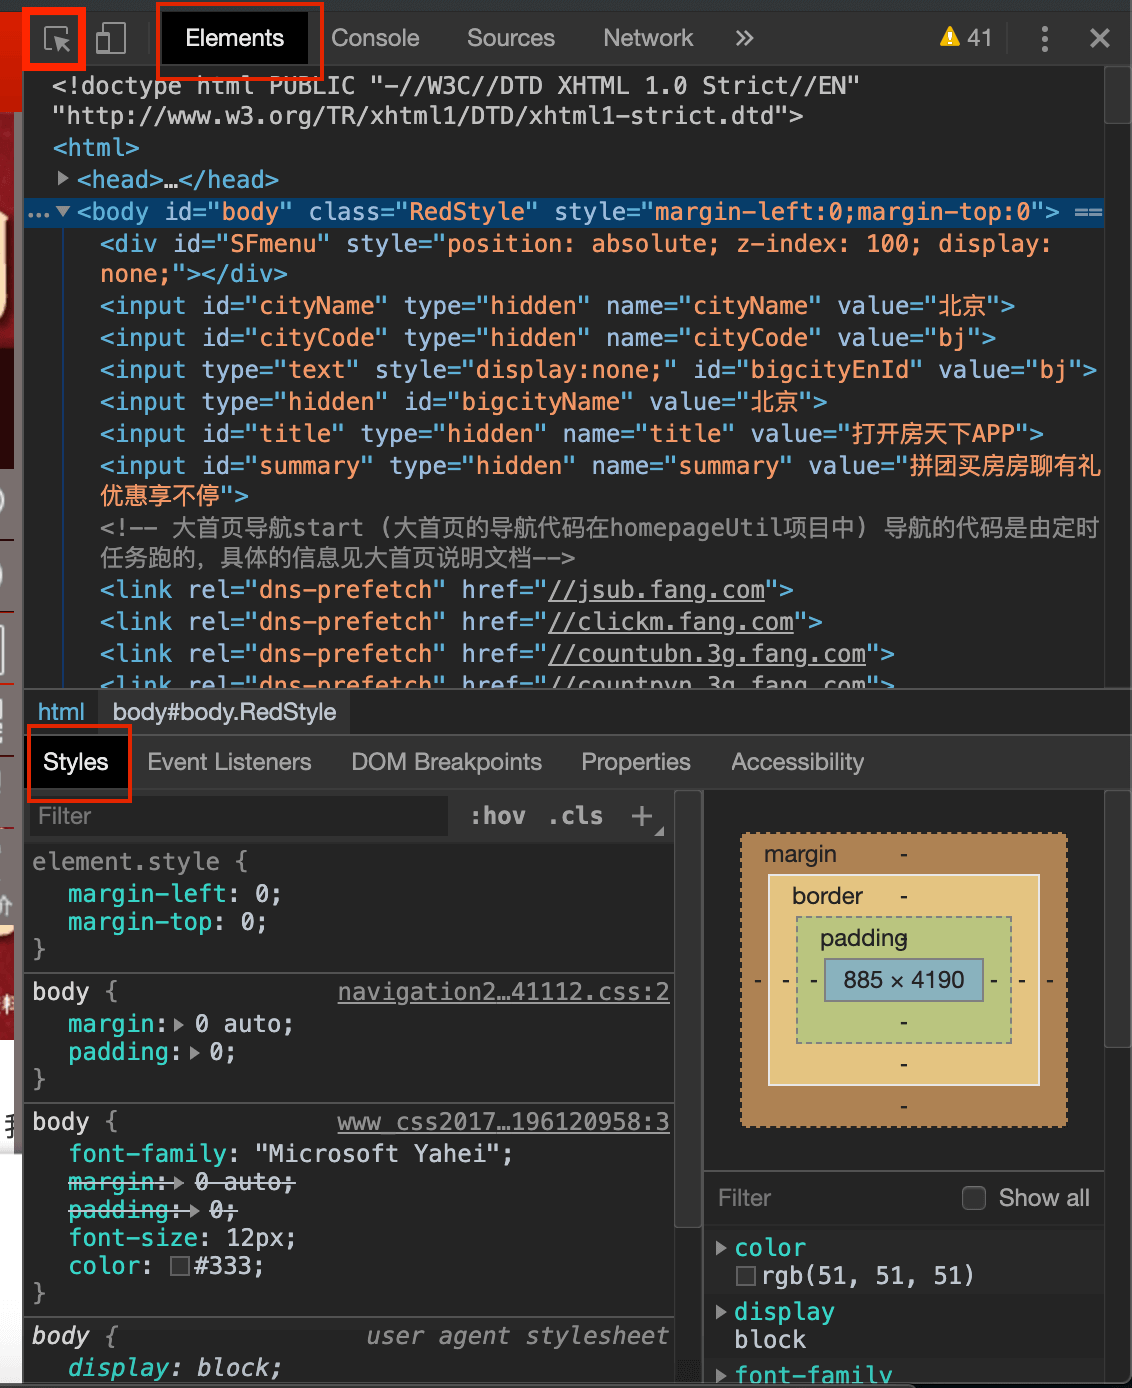 Elements Console Sources Network » 41
<!doctype html PUBLIC "-//W3C//DTD XHTML 1.0 Strict//EN"
"http://www.w3.org/TR/xhtml1/DTD/xhtml1-strict.dtd">
<html>
<head>…</head>
<body id="body" class="RedStyle" style="margin-left:0;margin-top:0"> ==
<div id="SFmenu" style="position: absolute; z-index: 100; display:
none;"></div>
<input id="cityName" type="hidden" name="cityName" value="北京">
<input id="cityCode" type="hidden" name="cityCode" value="bj">
<input type="text" style="display:none;" id="bigcityEnId" value="bj">
<input type="hidden" id="bigcityName" value="北京">
<input id="title" type="hidden" name="title" value="打开房天下APP">
<input id="summary" type="hidden" name="summary" value="拼团买房房聊有礼
优惠享不停">
<!-- 大首页导航start (大首页的导航代码在homepageUtil项目中) 导航的代码是由定时
任务跑的，具体的信息见大首页说明文档-->
<link rel="dns-prefetch" href="//jsub.fang.com">
<link rel="dns-prefetch" href="//clickm.fang.com">
<link rel="dns-prefetch" href="//countubn.3g.fang.com">
<link rel="dns-prefetch" href="//countpvn.3g.fang.com">
html body#body.RedStyle
Styles Event Listeners DOM Breakpoints Properties Accessibility
Filter :hov .cls +
element.style {
margin-left: 0;
margin-top: 0;
}
body { navigation2…41112.css:2
margin: 0 auto;
padding: 0;
}
body { www_css2017…196120958:3
font-family: "Microsoft Yahei";
margin: 0 auto;
padding: 0;
font-size: 12px;
color: #333;
}
body { user agent stylesheet
display: block;
margin -
border -
padding -
- - - 885 × 4190 - - -
-
-
-
Filter Show all
color
rgb(51, 51, 51)
display
block
font-family